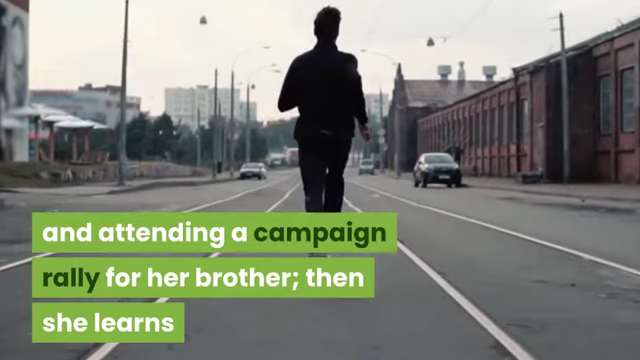 and attending a campaign
rally for her brother; then
she learns